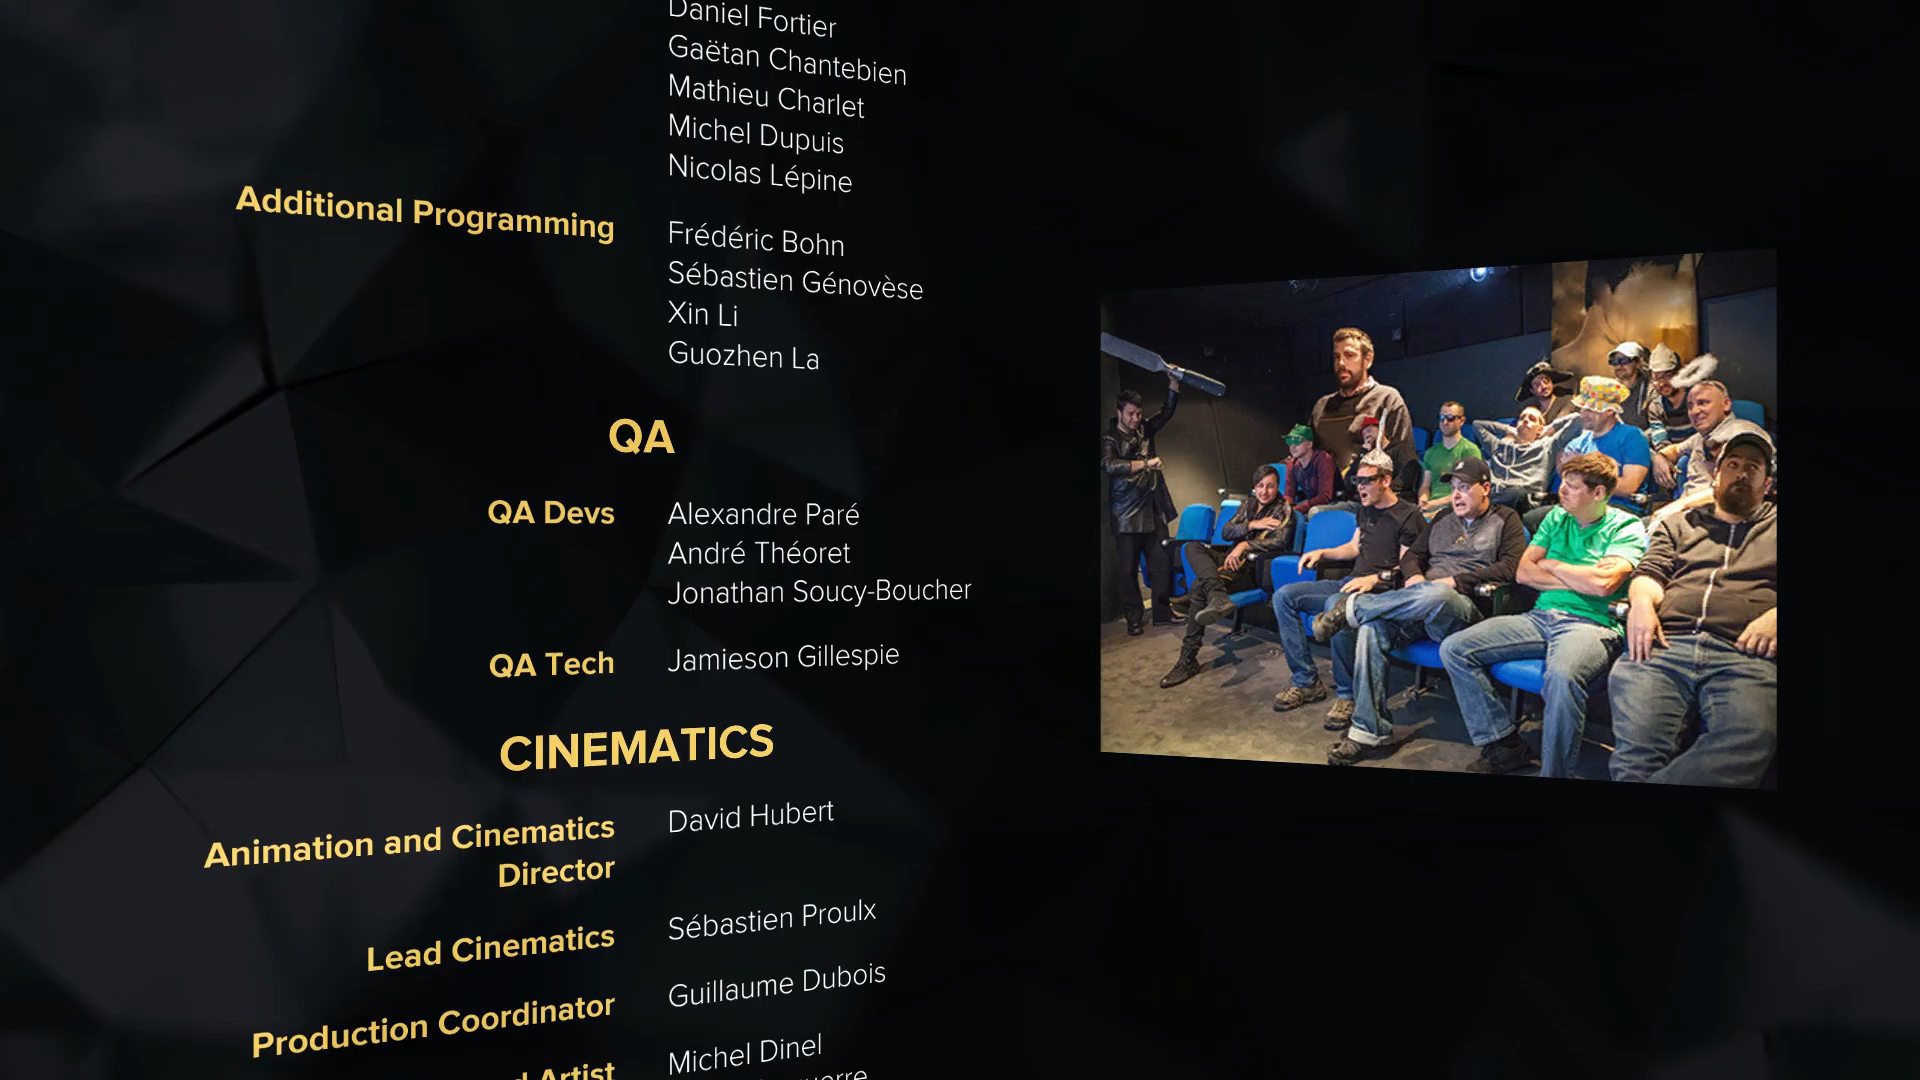 Daniel Fortier
Gaëtan Chantebien
Mathieu Charlet
Michel Dupuis
Nicolas Lépine
Additional Programming
Frédéric Bohn
Sébastien Génovèse
Xin Li
Guozhen La
QA
QA Devs
Alexandre Paré
André Théoret
Jonathan Soucy-Boucher
QA Tech
Jamieson Gillespie
CINEMATICS
Animation and Cinematics
Director
David Hubert
Lead Cinematics
Sébastien Proulx
Production Coordinator
Guillaume Dubois
Artist
Michel Dinel